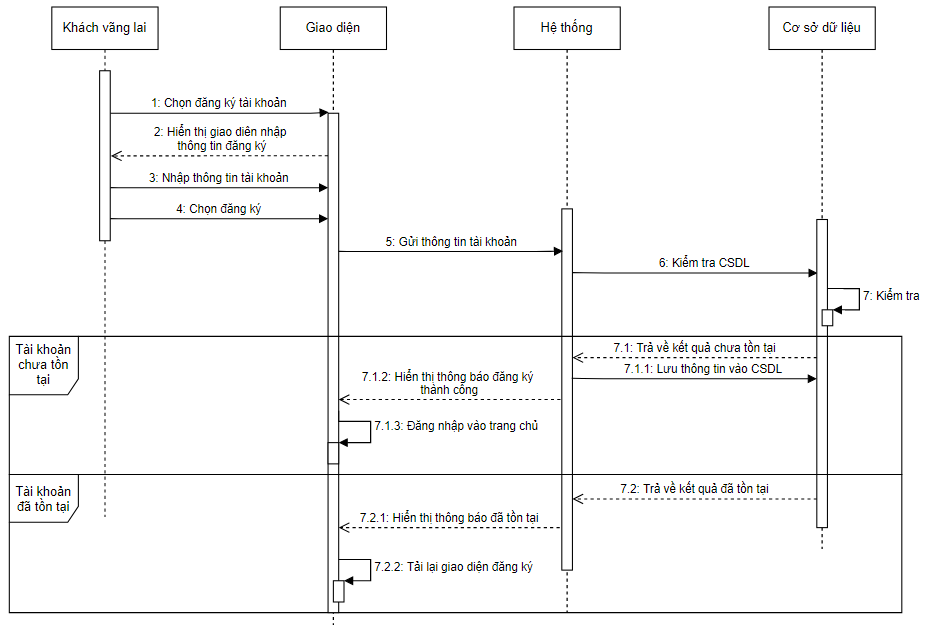 Khách vãng lai
Giao diện
Hệ thống
Cơ sở dữ liệu
1: Chọn đăng ký tài khoản
2: Hiển thị giao diên nhập
thông tin đăng ký
3: Nhập thông tin tài khoản
4: Chọn đăng ký
5: Gửi thông tin tài khoản
6: Kiểm tra CSDL
7: Kiểm tra
Tài khoản
chưa tồn
tại
7.1: Trả về kết quả chưa tồn tại
7.1.1: Lưu thông tin vào CSDL
7.1.2: Hiển thị thông báo đăng ký
thành công
7.1.3: Đăng nhập vào trang chủ
Tài khoản
đã tồn tại
7.2: Trả về kết quả đã tồn tại
7.2.1: Hiển thị thông báo đã tồn tại
7.2.2: Tải lại giao diện đăng ký